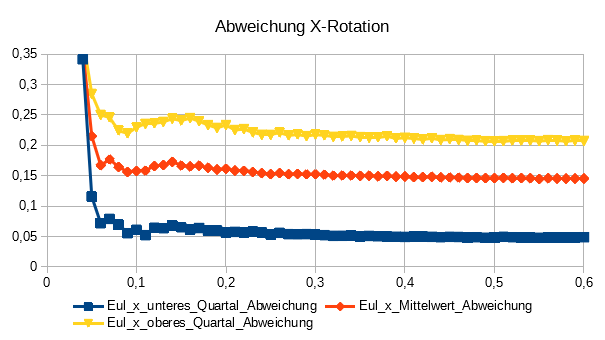 Abweichung X-Rotation
0,35
0,3
0,25
0,2
0,15
0,1
0,05
0
0 0,1 0,2 0,3 0,4 0,5 0,6
Eul_x_unteres_Quartal_Abweichung Eul_x_Mittelwert_Abweichung
Eul_x_oberes_Quartal_Abweichung